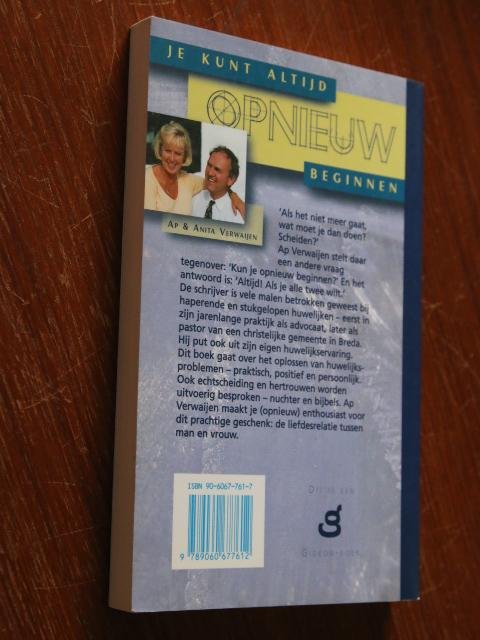 JE KUNT ALTIJD
OPNIEUW
BEGINNEN
AP & ANITA VERWAIJEN
'Als het niet meer gaat,
wat moet je dan doen?
Scheiden?'
Ap Verwaijen stelt daar
een andere vraag
tegenover: 'Kun je opnieuw beginnen?' En het
antwoord is: 'Altijd! Als je alle twee wilt.'
De schrijver is vele malen betrokken geweest bij
haperende en stukgelopen huwelijken – eerst in
zijn jarenlange praktijk als advocaat, later als
pastor van een christelijke gemeente in Breda.
Hij put ook uit zijn eigen huwelijkservaring.
Dit boek gaat over het oplossen van huwelijks-
problemen – praktisch, positief en persoonlijk.
Ook echtscheiding en hertrouwen worden
uitvoerig besproken – nuchter en bijbels. Ap
Verwaijen maakt je (opnieuw) enthousiast voor
dit prachtige geschenk: de liefdesrelatie tussen
man en vrouw.
ISBN 90-6067-761-7
9 789060 677612
DIT IS EEN
g
GIDEON-BOEK